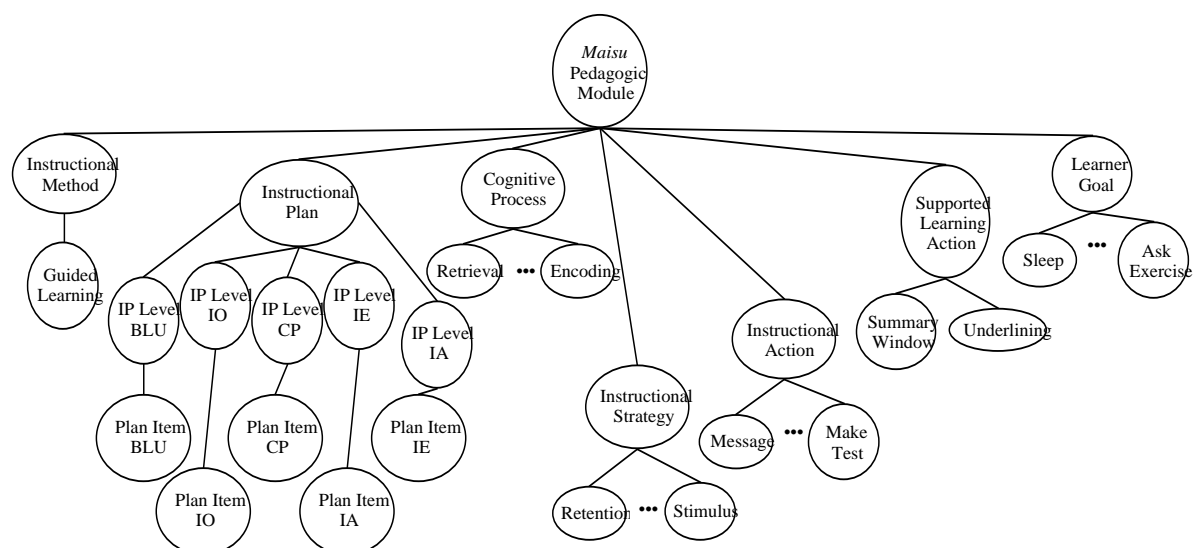 Maisu
Pedagogic
Module
Instructional
Method
Instructional
Plan
Cognitive
Process
Supported
Learning
Action
Learner
Goal
Guided
Learning
Retrieval
•••
Encoding
Sleep
•••
Ask
Exercise
IP Level
BLU
IP Level
IO
IP Level
CP
IP Level
IE
IP Level
IA
Instructional
Action
Summary
Window
Underlining
Instructional
Strategy
Plan Item
BLU
Plan Item
CP
Plan Item
IE
Message
•••
Make
Test
Plan Item
IO
Plan Item
IA
Retention
•••
Stimulus